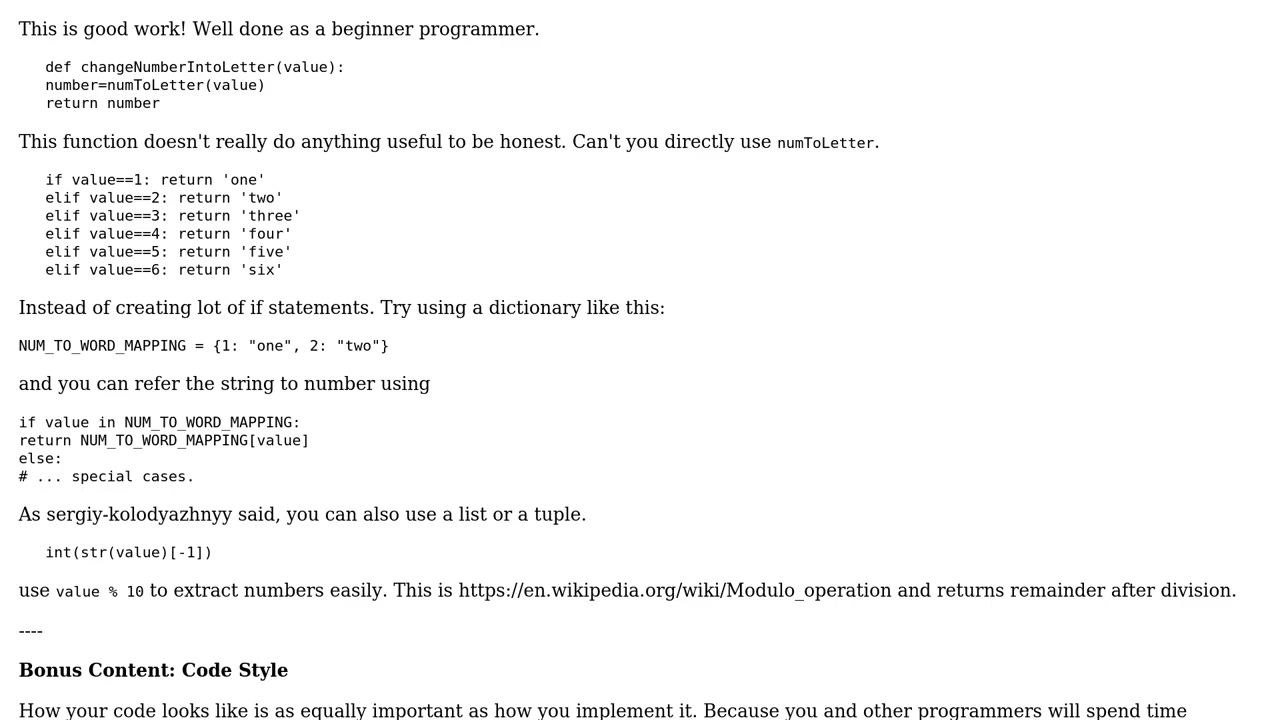 This is good work! Well done as a beginner programmer.
def changeNumberIntoLetter(value):
number=numToLetter(value)
return number
This function doesn't really do anything useful to be honest. Can't you directly use numToLetter.
if value==1: return 'one'
elif value==2: return 'two'
elif value==3: return 'three'
elif value==4: return 'four'
elif value==5: return 'five'
elif value==6: return 'six'
Instead of creating lot of if statements. Try using a dictionary like this:
NUM_TO_WORD_MAPPING = {1: "one", 2: "two"}
and you can refer the string to number using
if value in NUM_TO_WORD_MAPPING:
return NUM_TO_WORD_MAPPING[value]
else:
# ... special cases.
As sergiy-kolodyazhnyy said, you can also use a list or a tuple.
int(str(value)[-1])
use value % 10 to extract numbers easily. This is https://en.wikipedia.org/wiki/Modulo_operation and returns remainder after division.
----
Bonus Content: Code Style
How your code looks like is as equally important as how you implement it. Because you and other programmers will spend time